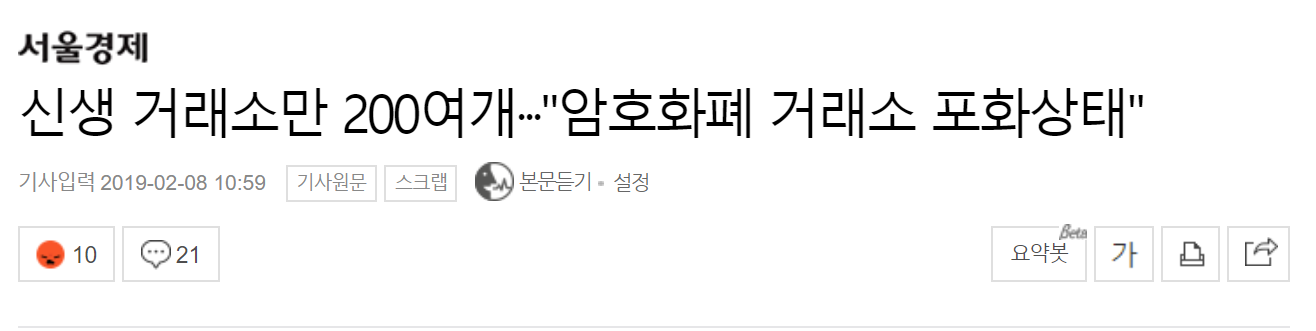 서울경제
신생 거래소만 200여개…"암호화폐 거래소 포화상태"
기사입력 2019-02-08 10:59 기사원문 스크랩 본문듣기 • 설정
10 21 요약봇 Beta 가